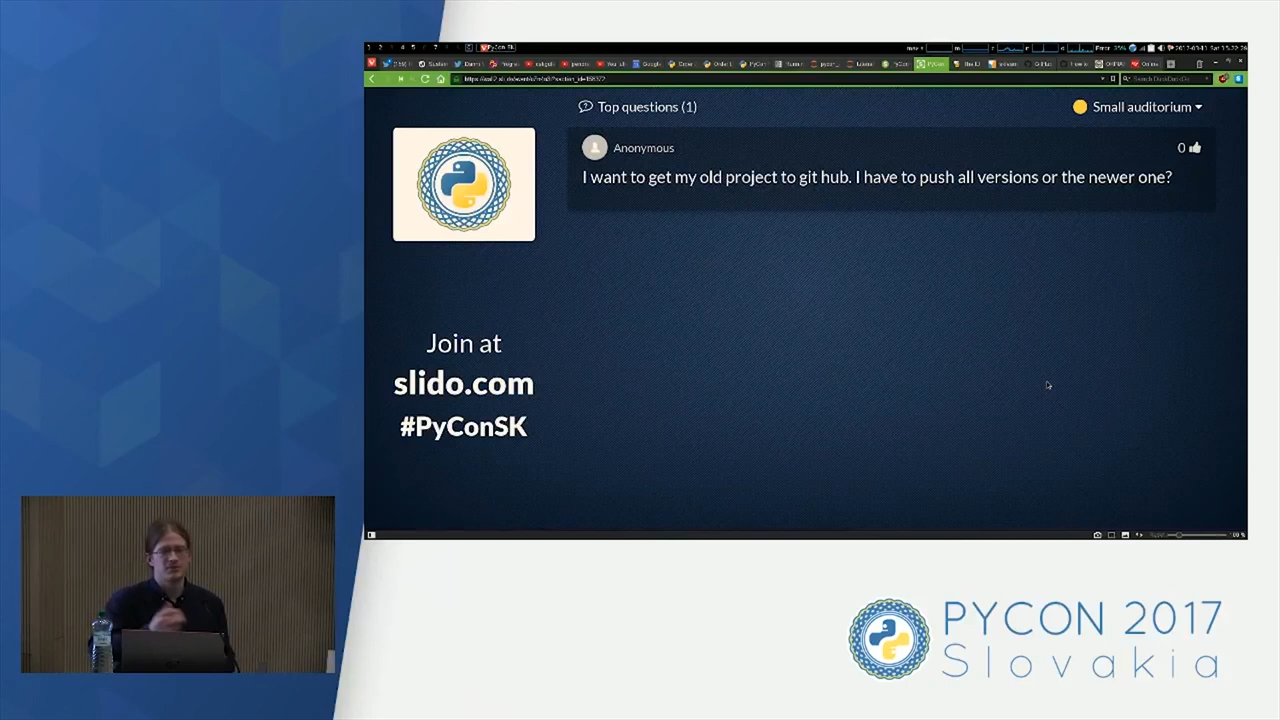 Top questions (1)
Small auditorium
Anonymous
0
I want to get my old project to git hub. I have to push all versions or the newer one?
Join at
slido.com
#PyConSK
PYCON 2017
Slovakia